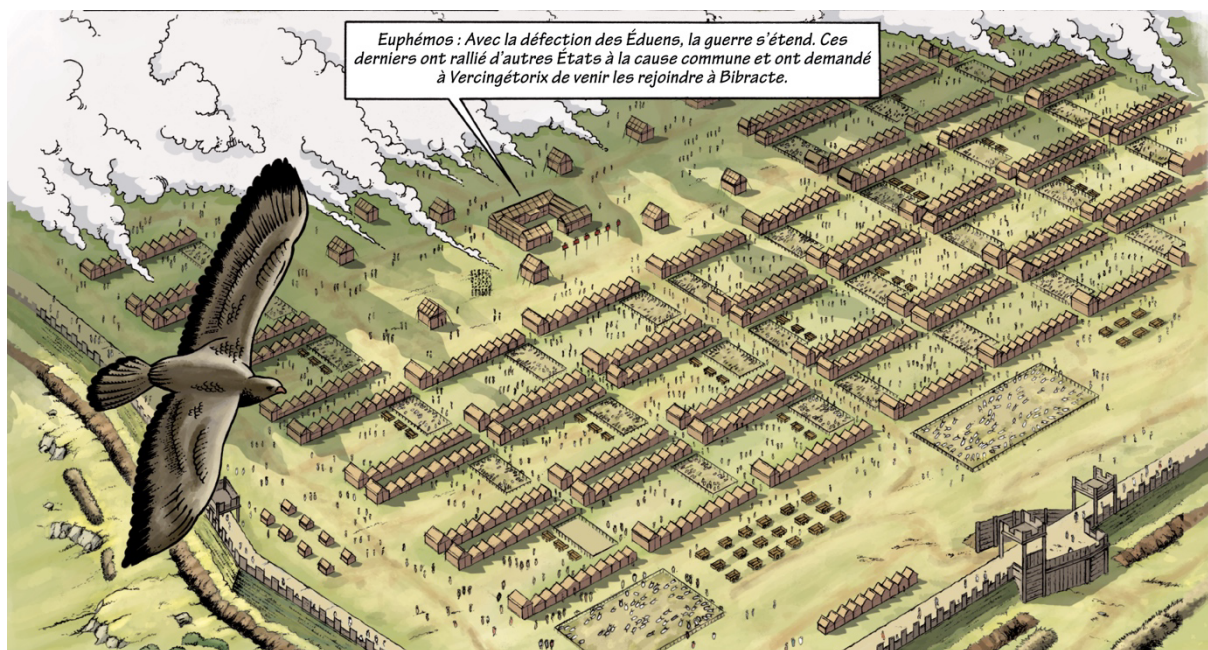 Euphémos : Avec la défection des Éduens, la guerre s'étend. Ces
derniers ont rallié d'autres États à la cause commune et ont demandé
à Vercingétorix de venir les rejoindre à Bibracte.